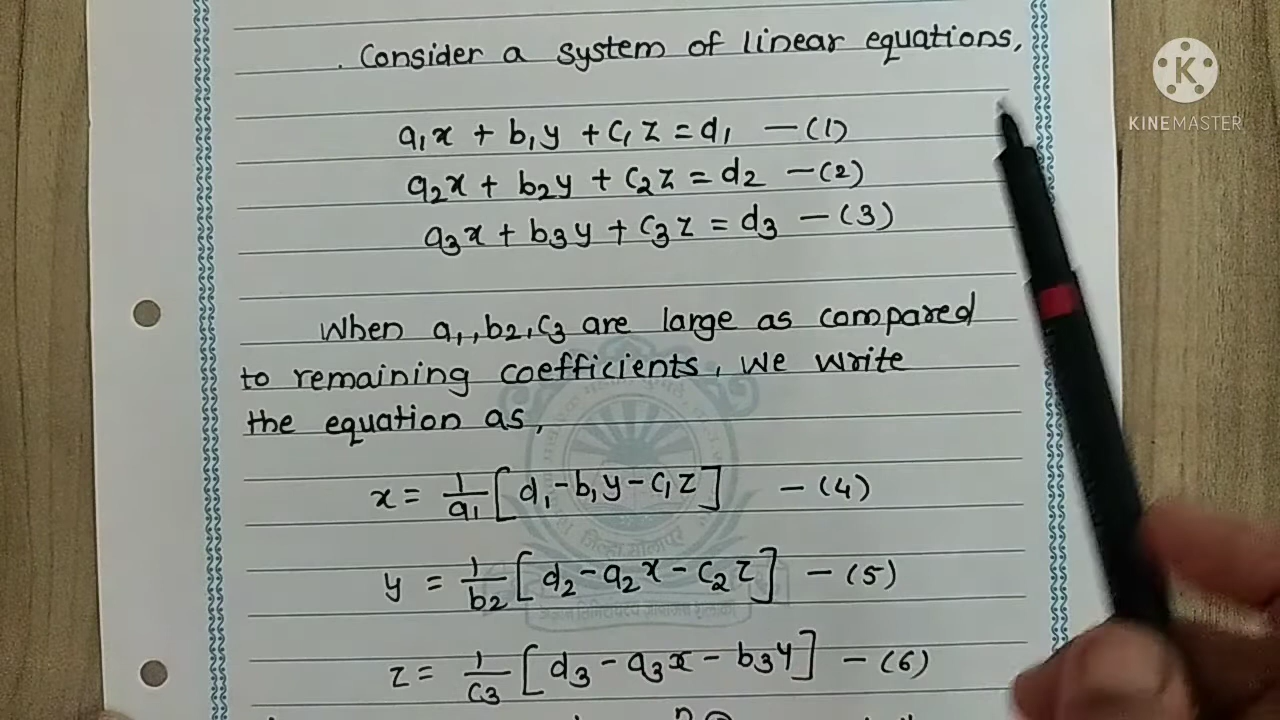 Consider a system of linear equations,
K
KINEMASTER
a₁x + b₁y + c₁z = d₁ — (1)
a₂x + b₂y + c₂z = d₂ — (2)
a₃x + b₃y + c₃z = d₃ — (3)
When a₁,, b₂, c₃ are large as compared
to remaining coefficients, we write
the equation as,
x = 1/a₁ [d₁ - b₁y - c₁z] — (4)
y = 1/b₂ [d₂ - a₂x - c₂z] — (5)
z = 1/c₃ [d₃ - a₃x - b₃y] — (6)